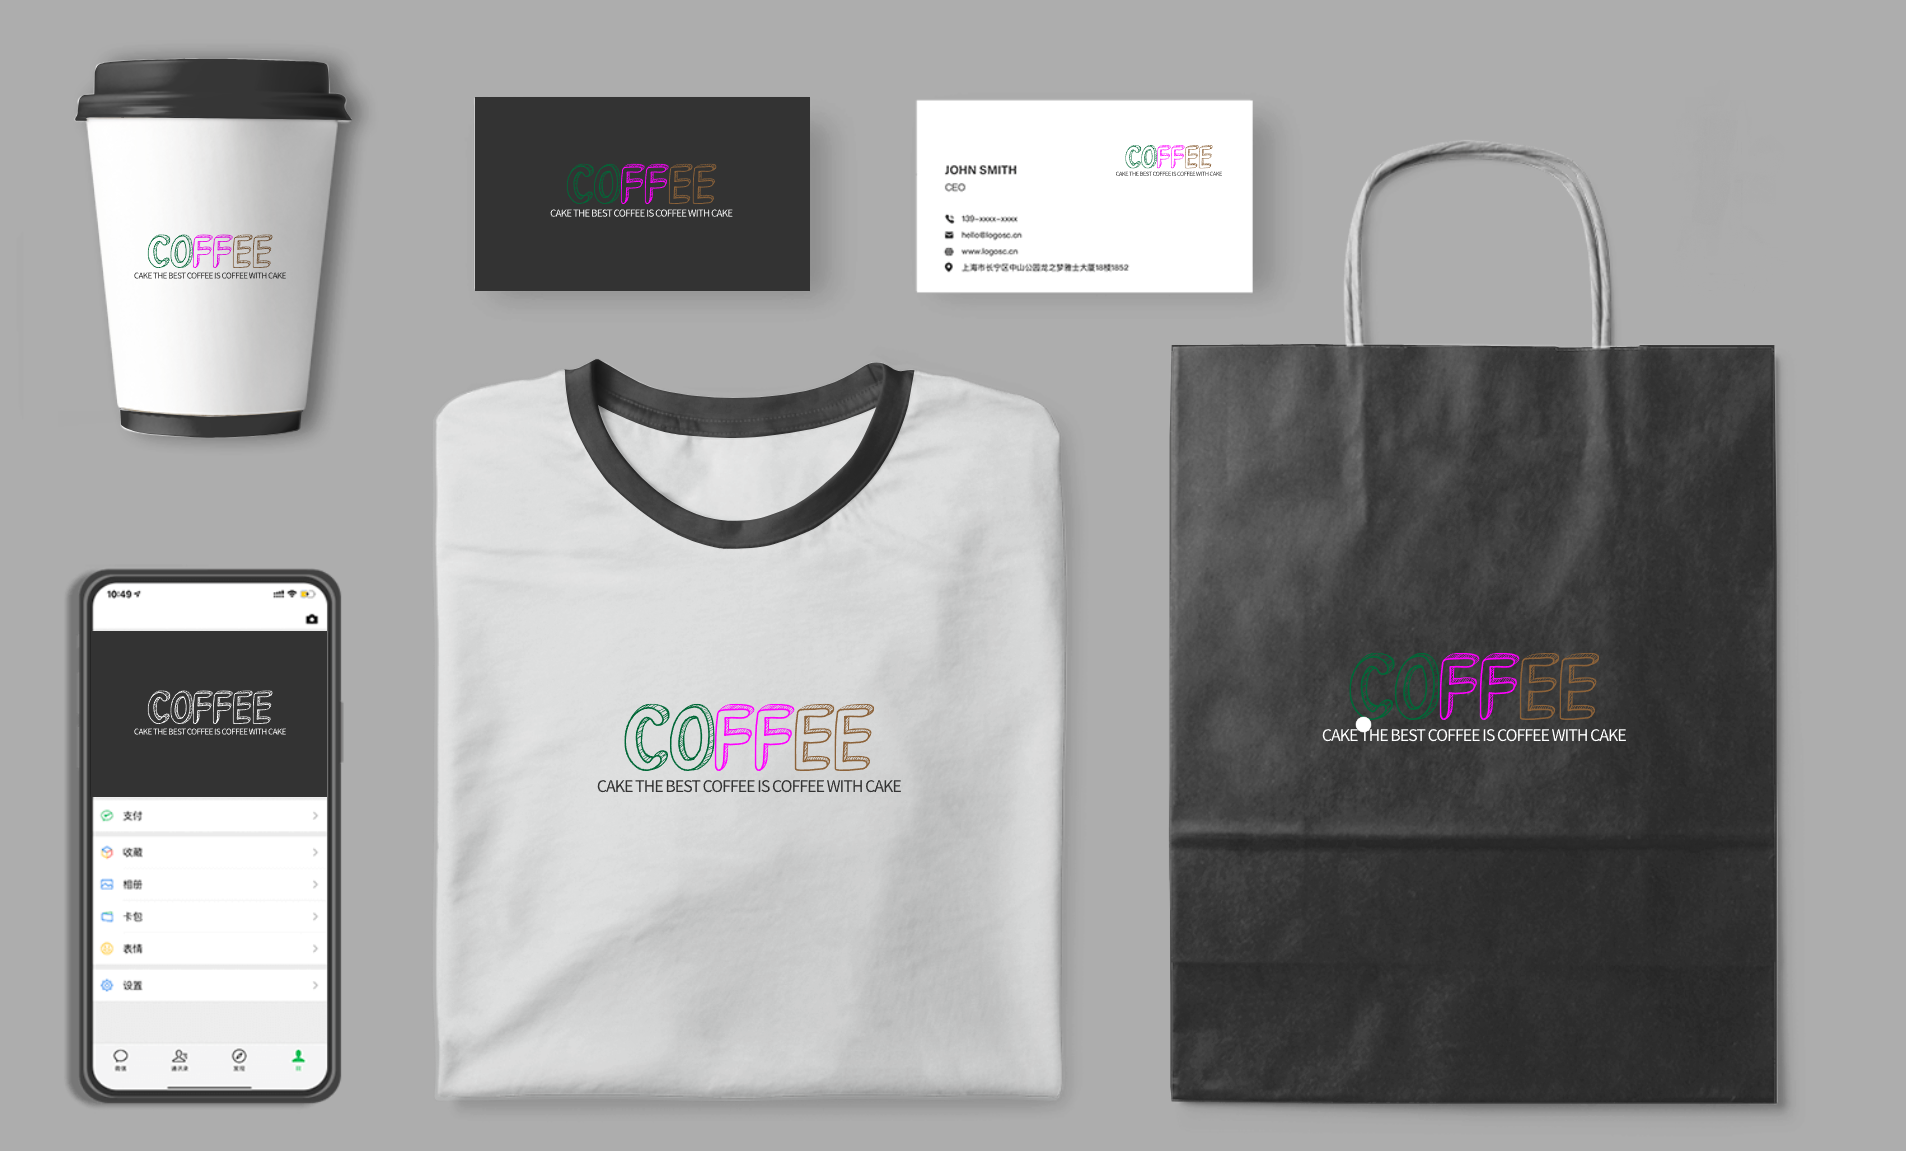 COFFEE
CAKE THE BEST COFFEE IS COFFEE WITH CAKE
COFFEE
CAKE THE BEST COFFEE IS COFFEE WITH CAKE
COFFEE
CAKE THE BEST COFFEE IS COFFEE WITH CAKE
JOHN SMITH
CEO
139-xxxx-xxxx
hello@logosc.cn
www.logosc.cn
上海市长宁区中山公园龙之梦雅士大厦18楼1852
10:49
COFFEE
CAKE THE BEST COFFEE IS COFFEE WITH CAKE
支付
收藏
相册
卡包
表情
设置
微信
通讯录
发现
我
COFFEE
CAKE THE BEST COFFEE IS COFFEE WITH CAKE
COFFEE
CAKE THE BEST COFFEE IS COFFEE WITH CAKE